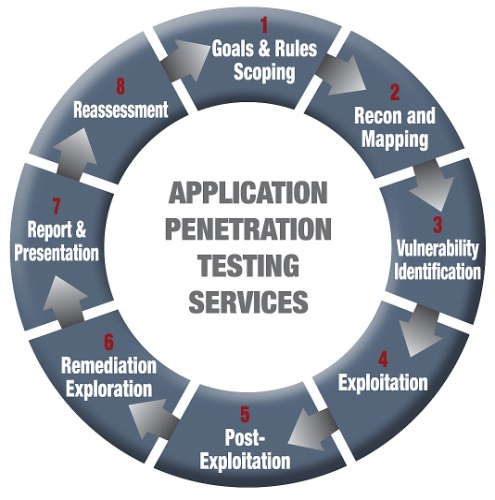 APPLICATION
PENETRATION
TESTING
SERVICES
1
Goals & Rules
Scoping
2
Recon and
Mapping
3
Vulnerability
Identification
4
Exploitation
5
Post-
Exploitation
6
Remediation
Exploration
7
Report &
Presentation
8
Reassessment